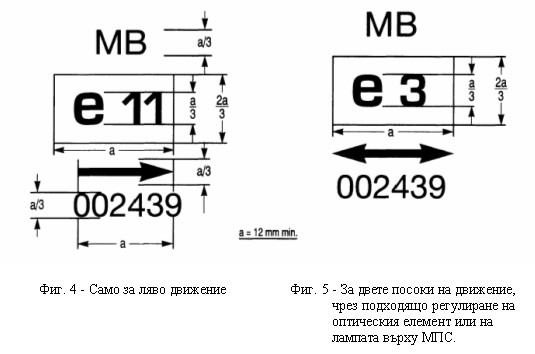 MB
a/3
e 11
a
3
2a
3
a
a/3
a/3
002439
a
a = 12 mm min.
MB
e 3
a
3
2a
3
a
002439
Фиг. 4 - Само за ляво движение
Фиг. 5 - За двете посоки на движение,
чрез подходящо регулиране на
оптическия елемент или на
лампата върху МПС.